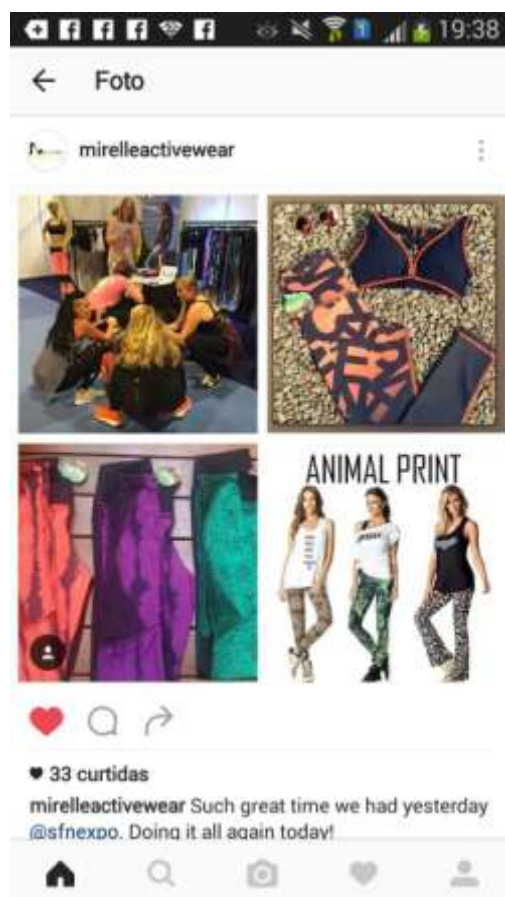 19:38
Foto
mirelleactivewear
ANIMAL PRINT
33 curtidas
mirelleactivewear Such great time we had yesterday
@sfnexpo. Doing it all again today!